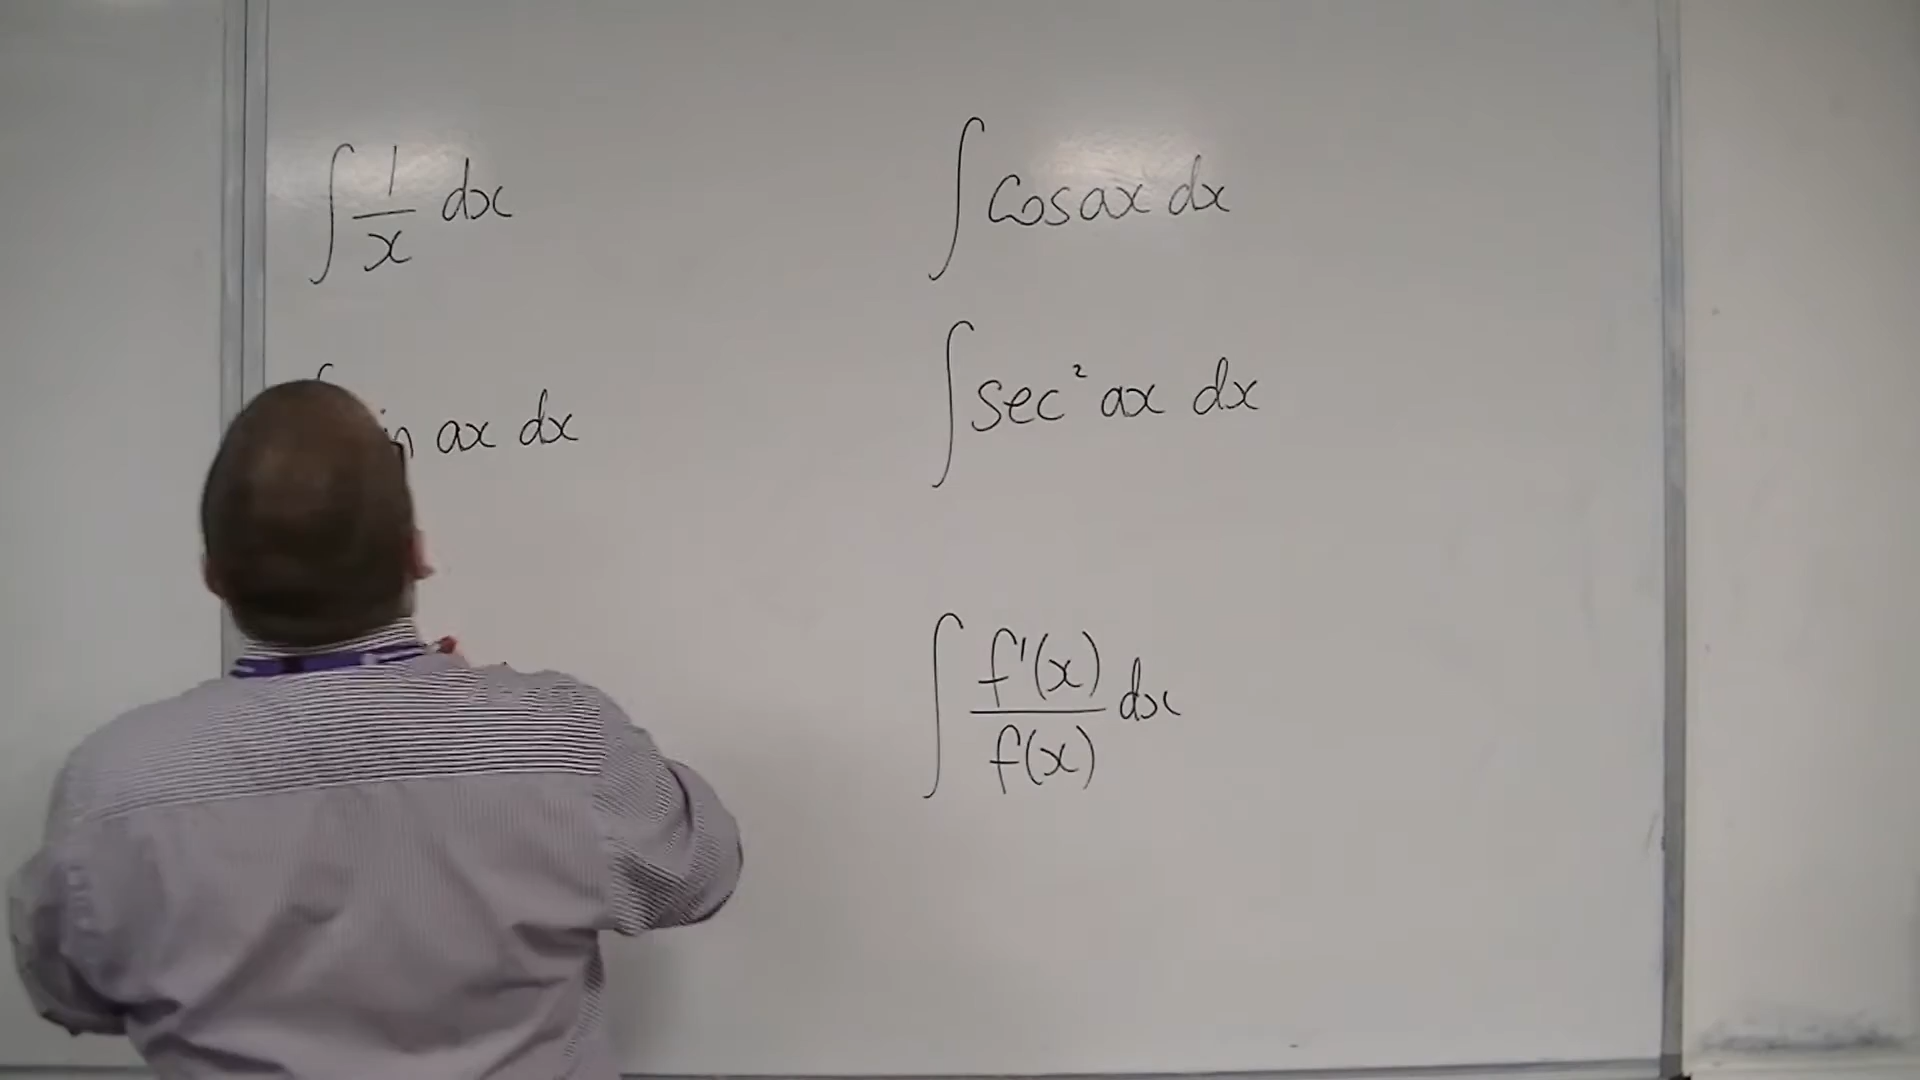 ∫ 1/x dx
∫ cos ax dx
in ax dx
∫ sec² ax dx
∫ f'(x)/f(x) dx